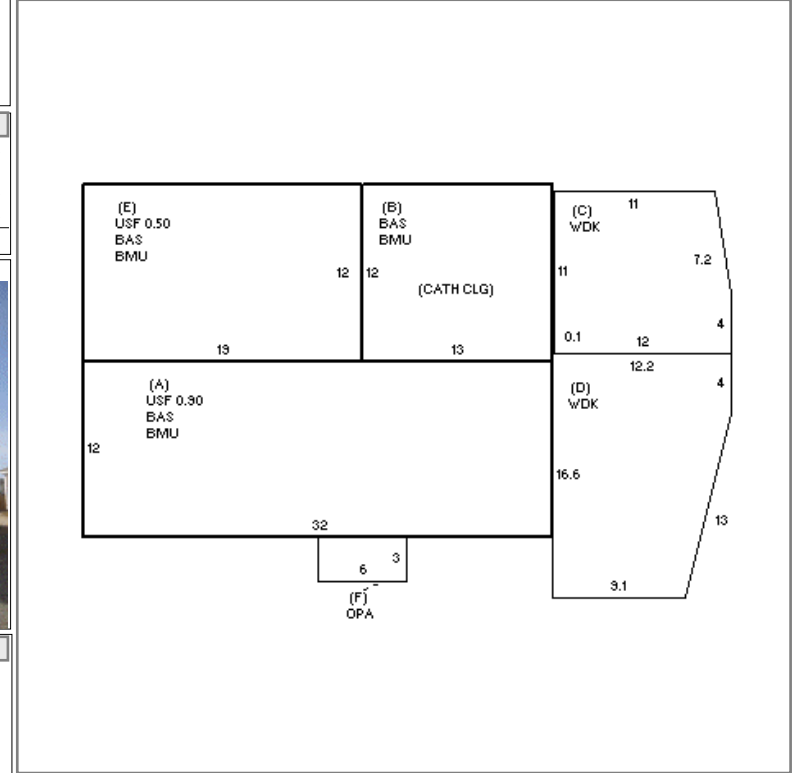 (E)
USF 0.50
BAS
BMU
12
19
(B)
BAS
BMU
12
(CATH CLG)
13
(C)
WDK
11
7.2
11
4
0.1
12
(A)
USF 0.90
BAS
BMU
12
32
(D)
WDK
12.2
4
16.6
13
9.1
3
6
(F)
OPA